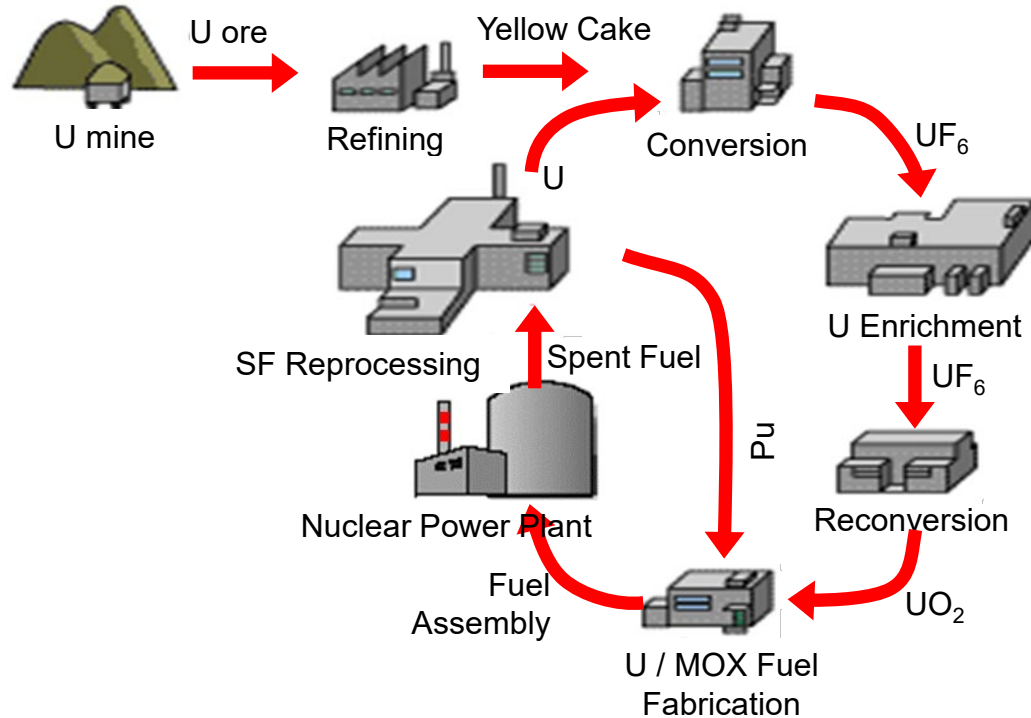 U ore
Yellow Cake
U mine
Refining
Conversion
UF₆
U
U Enrichment
SF Reprocessing
Spent Fuel
UF₆
Pu
Nuclear Power Plant
Reconversion
Fuel
Assembly
UO₂
U / MOX Fuel
Fabrication